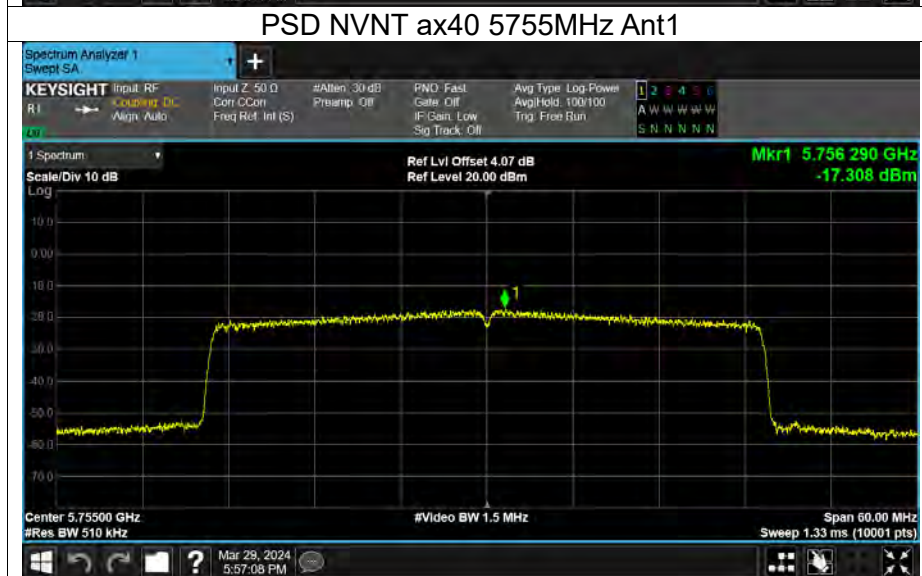 PSD NVNT ax40 5755MHz Ant1
Spectrum Analyzer 1
Swept SA
+
KEYSIGHT Input: RF Input Z: 50 Ω #Atten: 30 dB PNO: Fast Avg Type: Log-Power 1 2 3 4 5 6
Coupling: DC Corr CCorr Preamp: Off Gate: Off Avg|Hold: 100/100 A W W W W W
Align: Auto Freq Ref: Int (S) IF Gain: Low Trig: Free Run
Sig Track: Off S N N N N N
1 Spectrum Ref Lvl Offset 4.07 dB Mkr1 5.756 290 GHz
Scale/Div 10 dB Ref Level 20.00 dBm -17.308 dBm
Log
10.0
0.00
1
-40.0
-50.0
-60.0
-70.0
Center 5.75500 GHz #Video BW 1.5 MHz Span 60.00 MHz
#Res BW 510 kHz Sweep 1.33 ms (10001 pts)
? Mar 29, 2024
5:57:08 PM